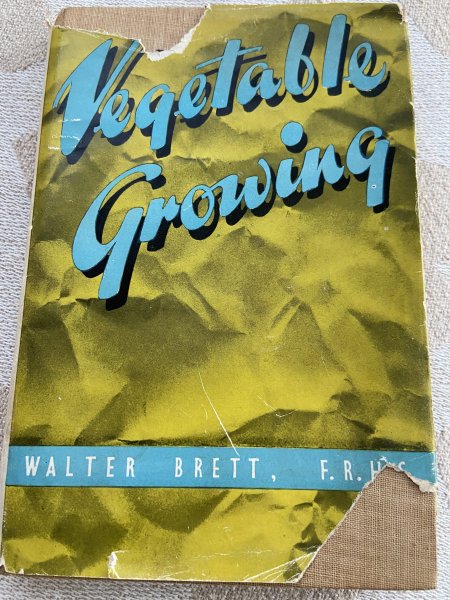 Vegetable
Growing
WALTER BRETT, F.R.H.S.